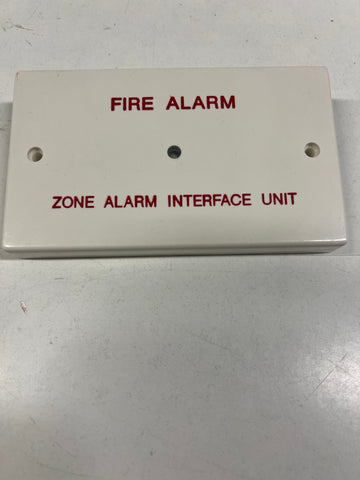 FIRE ALARM
ZONE ALARM INTERFACE UNIT